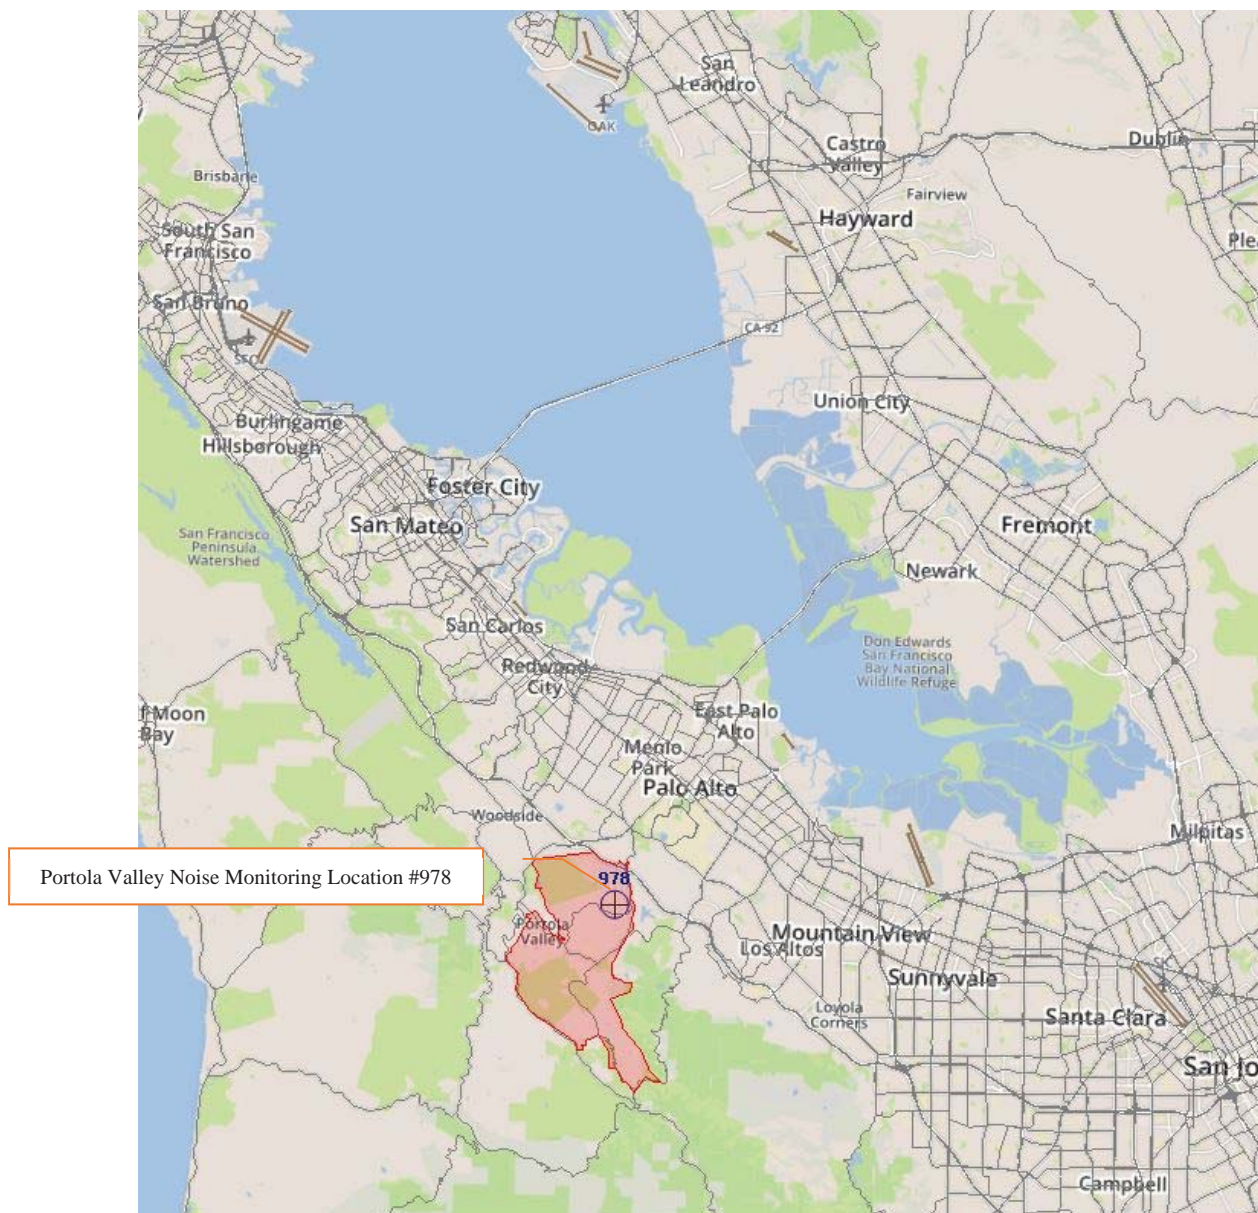 San
Leandro
OAK
Castro
Valley
Dublin
Brisbane
Fairview
South San
Francisco
Hayward
Ple
San Bruno
SFO
CA 92
Burlingame
Hillsborough
Union City
Foster City
San Mateo
Fremont
San Francisco
Peninsula
Watershed
Newark
San Carlos
Don Edwards
San Francisco
Bay National
Wildlife Refuge
Redwood
City
f Moon
Bay
East Palo
Alto
Menlo
Park
Palo Alto
Woodside
Milpitas
Portola Valley Noise Monitoring Location #978
978
Portola
Valley
Mountain View
Los Altos
Sunnyvale
SJC
Loyola
Corners
Santa Clara
San Jo
Campbell